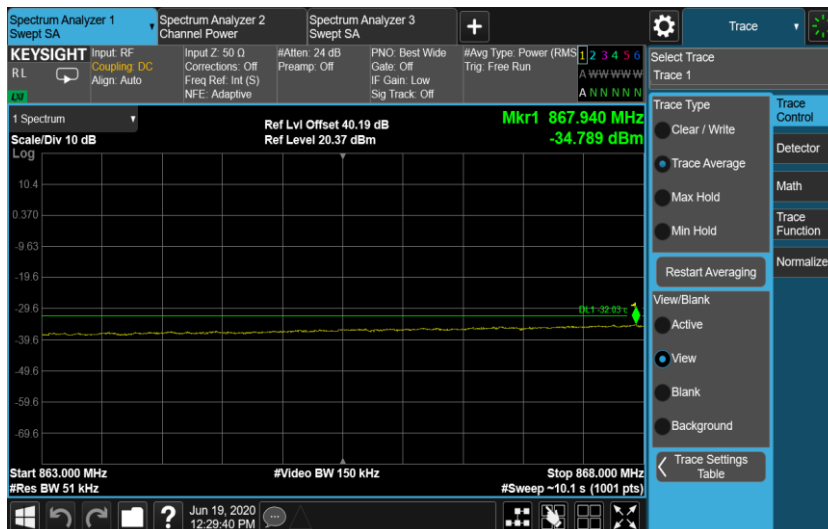 Spectrum Analyzer 1
Swept SA
Spectrum Analyzer 2
Channel Power
Spectrum Analyzer 3
Swept SA
+
Trace
KEYSIGHT
RL
LXI
Input: RF
Coupling: DC
Align: Auto
Input Z: 50 Ω
Corrections: Off
Freq Ref: Int (S)
NFE: Adaptive
#Atten: 24 dB
Preamp: Off
PNO: Best Wide
Gate: Off
IF Gain: Low
Sig Track: Off
#Avg Type: Power (RMS
Trig: Free Run
1 2 3 4 5 6
A W W W W W
A N N N N N
Select Trace
Trace 1
1 Spectrum
Scale/Div 10 dB
Log
Ref Lvl Offset 40.19 dB
Ref Level 20.37 dBm
Mkr1 867.940 MHz
-34.789 dBm
10.4
0.370
-9.63
-19.6
-29.6
-39.6
-49.6
-59.6
-69.6
1
Start 863.000 MHz
#Res BW 51 kHz
#Video BW 150 kHz
Stop 868.000 MHz
#Sweep ~10.1 s (1001 pts)
Trace Type
Clear / Write
Trace Average
Max Hold
Min Hold
Restart Averaging
View/Blank
Active
View
Blank
Background
Trace Settings
Table
Trace
Control
Detector
Math
Trace
Function
Normalize
?
Jun 19, 2020
12:29:40 PM